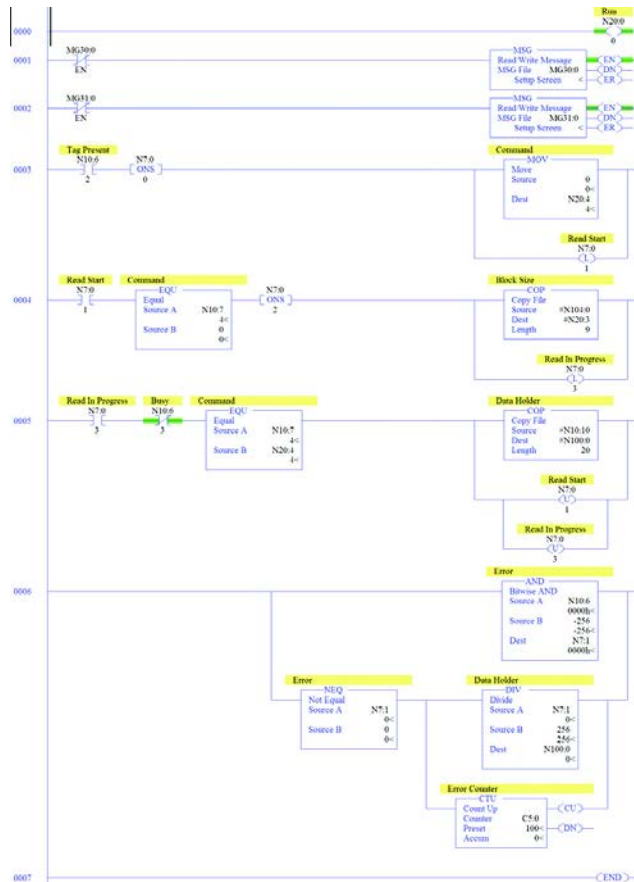 Run
N20:0
0000
0
0001
MG30:0
EN
MSG
Read Write Message
MSG File MG30:0
Setup Screen <
EN
DN
ER
0002
MG31:0
EN
MSG
Read Write Message
MSG File MG31:0
Setup Screen <
EN
DN
ER
0003
Tag Present
N10:6
2
N7:0
ONS
0
Command
MOV
Move
Source 0
0<
Dest N20:4
4<
Read Start
N7:0
L
1
0004
Read Start
N7:0
1
Command
EQU
Equal
Source A N10:7
4<
Source B 0
0<
N7:0
ONS
2
Block Size
COP
Copy File
Source #N104:0
Dest #N20:3
Length 9
Read In Progress
N7:0
L
3
0005
Read In Progress
N7:0
3
Busy
N10:6
3
Command
EQU
Equal
Source A N10:7
4<
Source B N20:4
4<
Data Holder
COP
Copy File
Source #N10:10
Dest #N100:0
Length 20
Read Start
N7:0
U
1
Read In Progress
N7:0
U
3
0006
Error
AND
Bitwise AND
Source A N10:6
0000h<
Source B -256
-256<
Dest N7:1
0000h<
Error
NEQ
Not Equal
Source A N7:1
0<
Source B 0
0<
Data Holder
DIV
Divide
Source A N7:1
0<
Source B 256
256<
Dest N100:0
0<
Error Counter
CTU
Count Up
Counter C5:0
Preset 100<
Accum 0<
CU
DN
0007
END